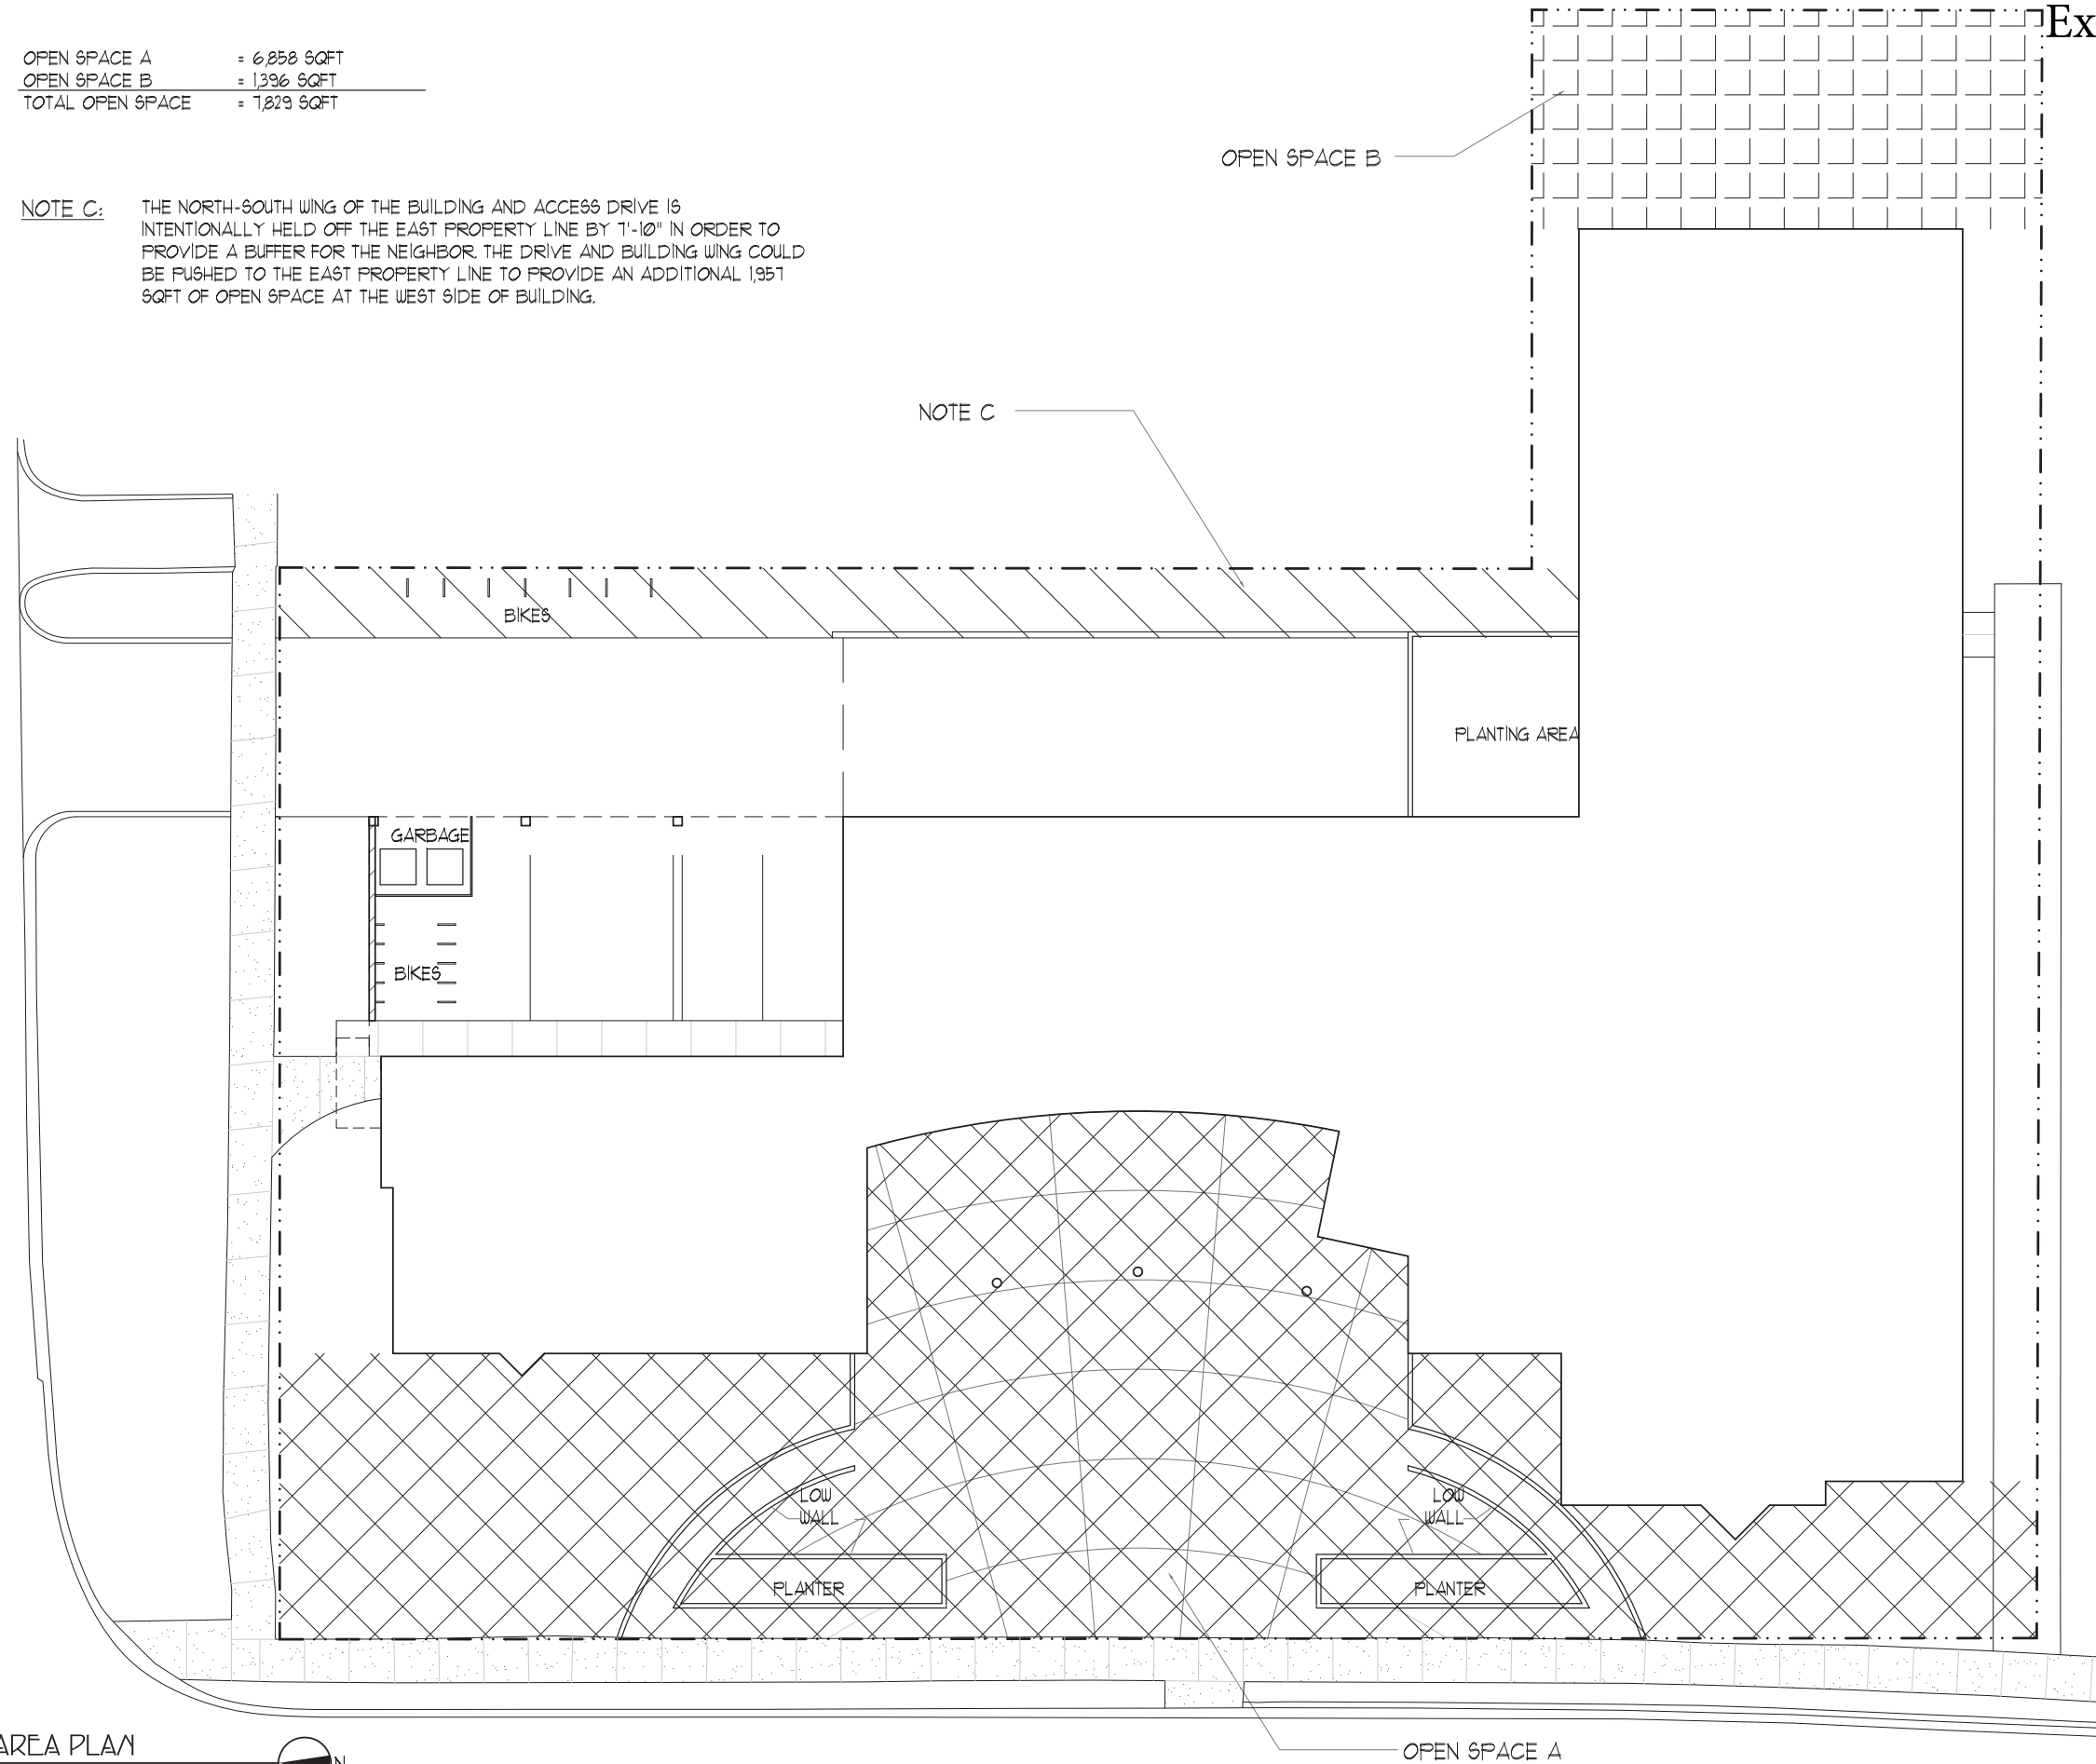 Ex
OPEN SPACE A = 6,858 SQFT
OPEN SPACE B = 1,396 SQFT
TOTAL OPEN SPACE = 7,829 SQFT
OPEN SPACE B
NOTE C: THE NORTH-SOUTH WING OF THE BUILDING AND ACCESS DRIVE IS
INTENTIONALLY HELD OFF THE EAST PROPERTY LINE BY 7'-10" IN ORDER TO
PROVIDE A BUFFER FOR THE NEIGHBOR. THE DRIVE AND BUILDING WING COULD
BE PUSHED TO THE EAST PROPERTY LINE TO PROVIDE AN ADDITIONAL 1,957
SQFT OF OPEN SPACE AT THE WEST SIDE OF BUILDING.
NOTE C
BIKES
PLANTING AREA
GARBAGE
BIKES
LOW
WALL
LOW
WALL
PLANTER
PLANTER
AREA PLAN
N
OPEN SPACE A